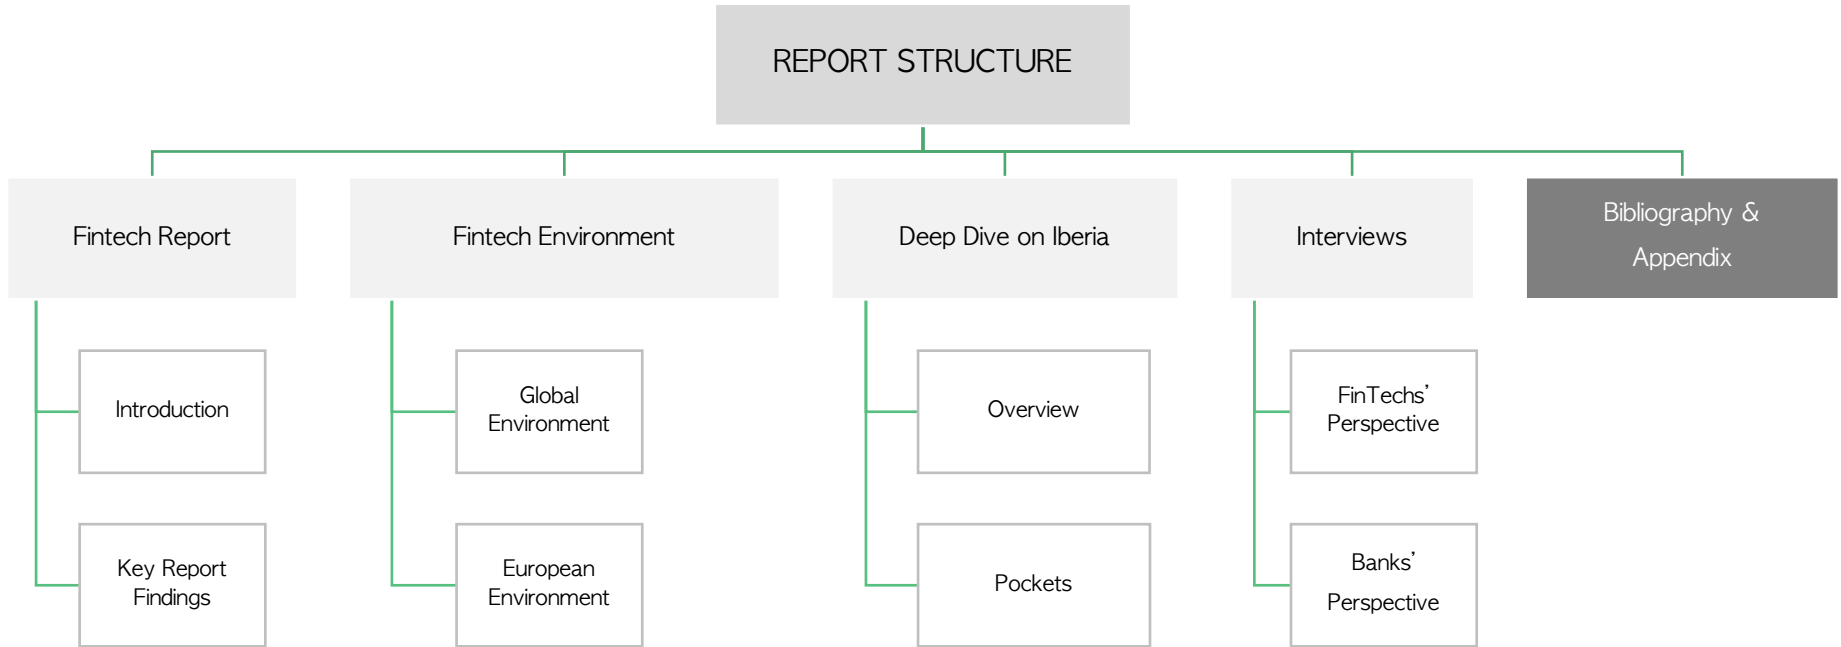 REPORT STRUCTURE
Fintech Report
Fintech Environment
Deep Dive on Iberia
Interviews
Bibliography &
Appendix
Introduction
Global
Environment
Overview
FinTechs’
Perspective
Key Report
Findings
European
Environment
Pockets
Banks’
Perspective